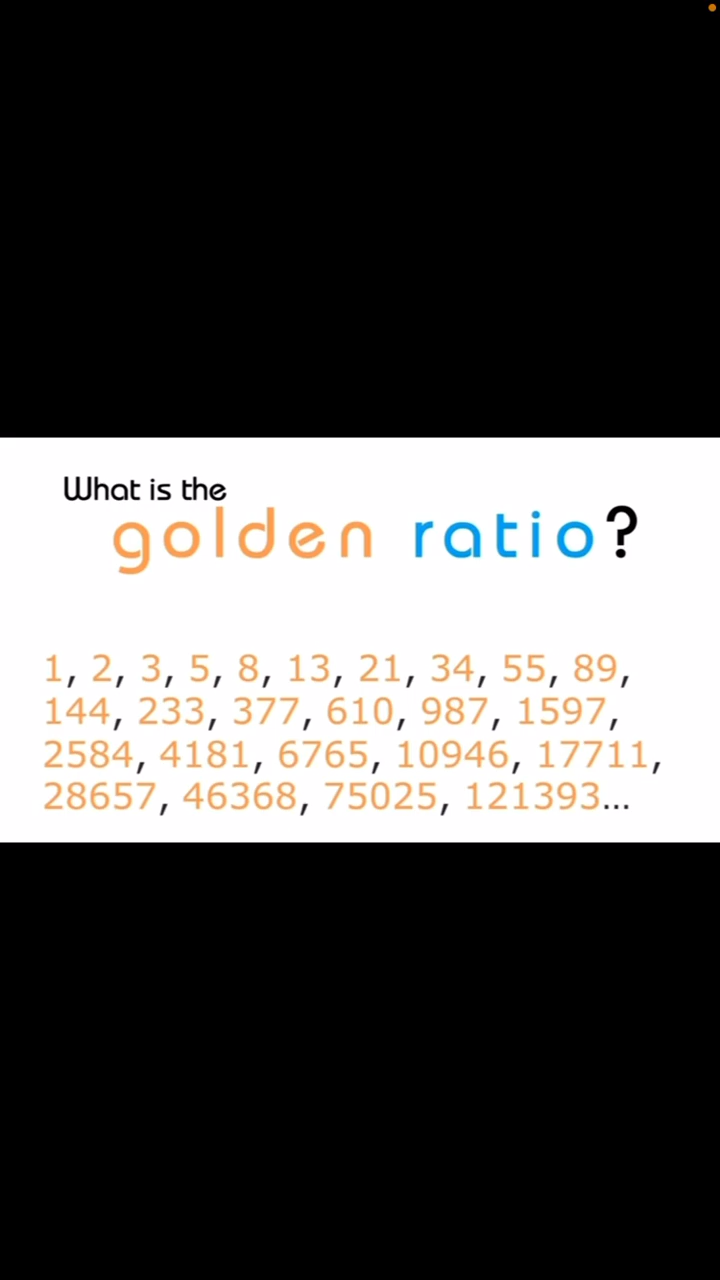 What is the
golden ratio?
1, 2, 3, 5, 8, 13, 21, 34, 55, 89,
144, 233, 377, 610, 987, 1597,
2584, 4181, 6765, 10946, 17711,
28657, 46368, 75025, 121393...